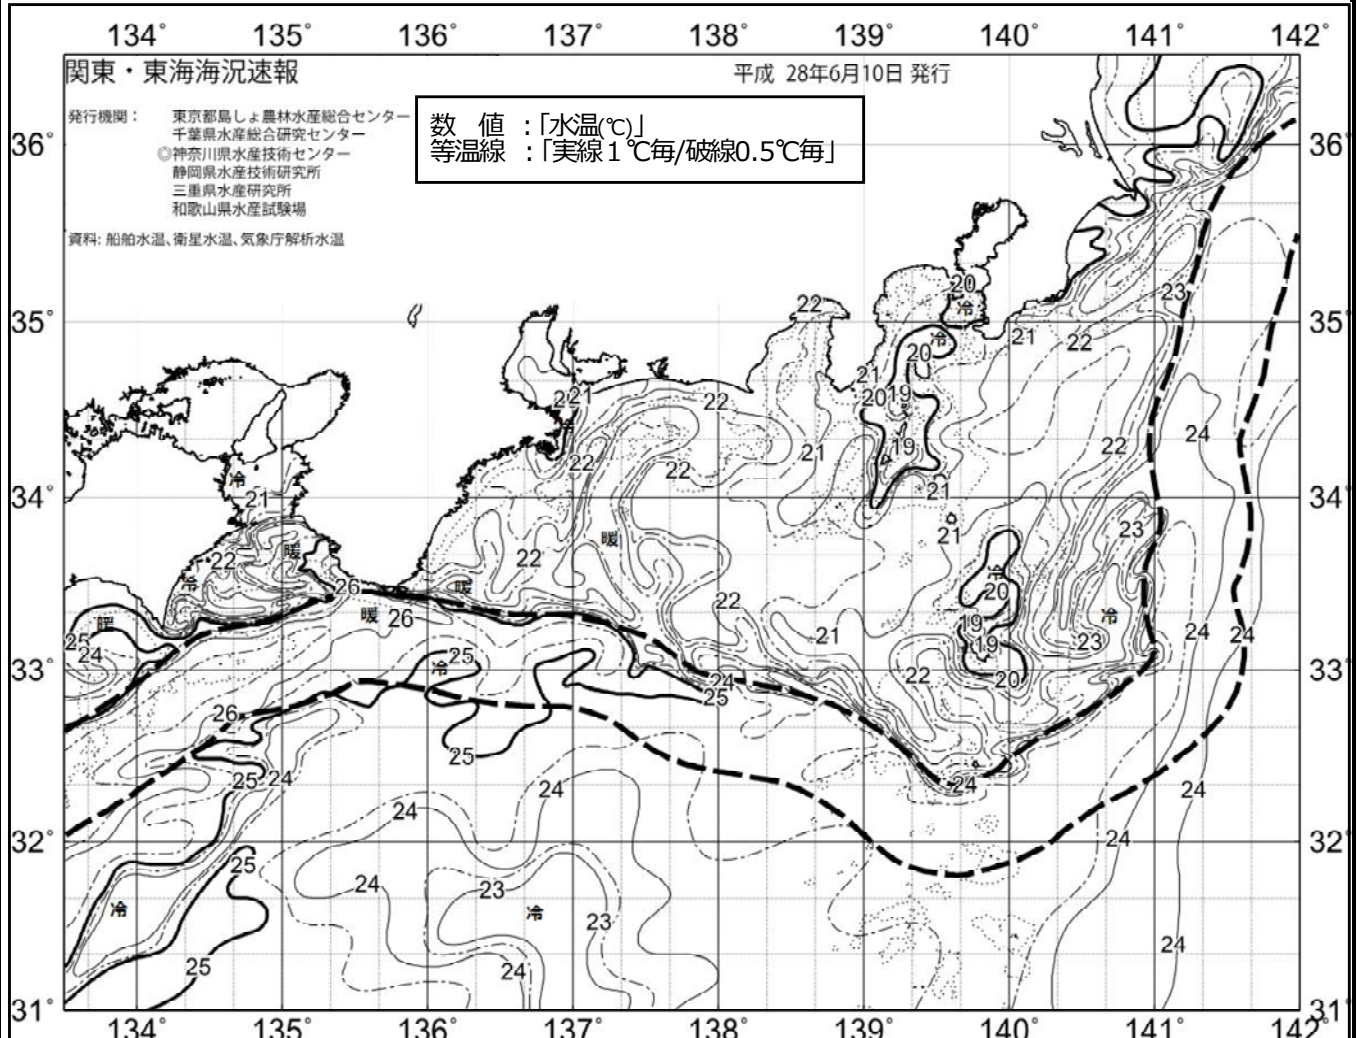 134° 135° 136° 137° 138° 139° 140° 141° 142°
関東・東海海況速報
平成 28年6月10日 発行
発行機関： 東京都島しょ農林水産総合センター
千葉県水産総合研究センター
◎神奈川県水産技術センター
静岡県水産技術研究所
三重県水産研究所
和歌山県水産試験場
資料: 船舶水温、衛星水温、気象庁解析水温
数　値　:「水温(℃)」
等温線　:「実線１℃毎/破線0.5℃毎」
36° 36°
20
冷
22
23
35° 35°
冷
21
22
20
21
19
20
21
22
24
22
19
21
22
22
冷
21
34° 34°
21
23
暖
21
暖
22
22
冷
冷
26
暖
20
22
暖
26
冷
暖
19
21
24
24
25
24
19
23
33° 33°
25
冷
24
22
20
25
26
25
25
24
24
24
24
24
24
32° 32°
25
24
23
冷
冷
23
24
25
24
31° 31°
134° 135° 136° 137° 138° 139° 140° 141° 142°